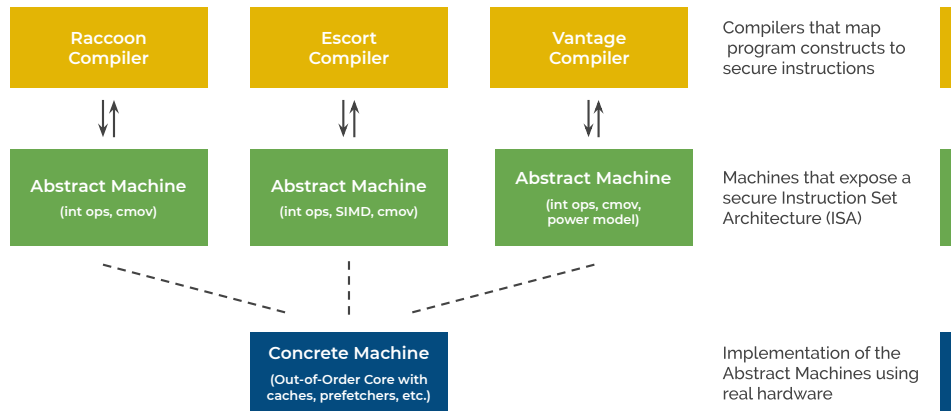 Raccoon
Compiler
Escort
Compiler
Vantage
Compiler
Compilers that map
program constructs to
secure instructions
Abstract Machine
(int ops, cmov)
Abstract Machine
(int ops, SIMD, cmov)
Abstract Machine
(int ops, cmov,
power model)
Machines that expose a
secure Instruction Set
Architecture (ISA)
Concrete Machine
(Out-of-Order Core with
caches, prefetchers, etc.)
Implementation of the
Abstract Machines using
real hardware